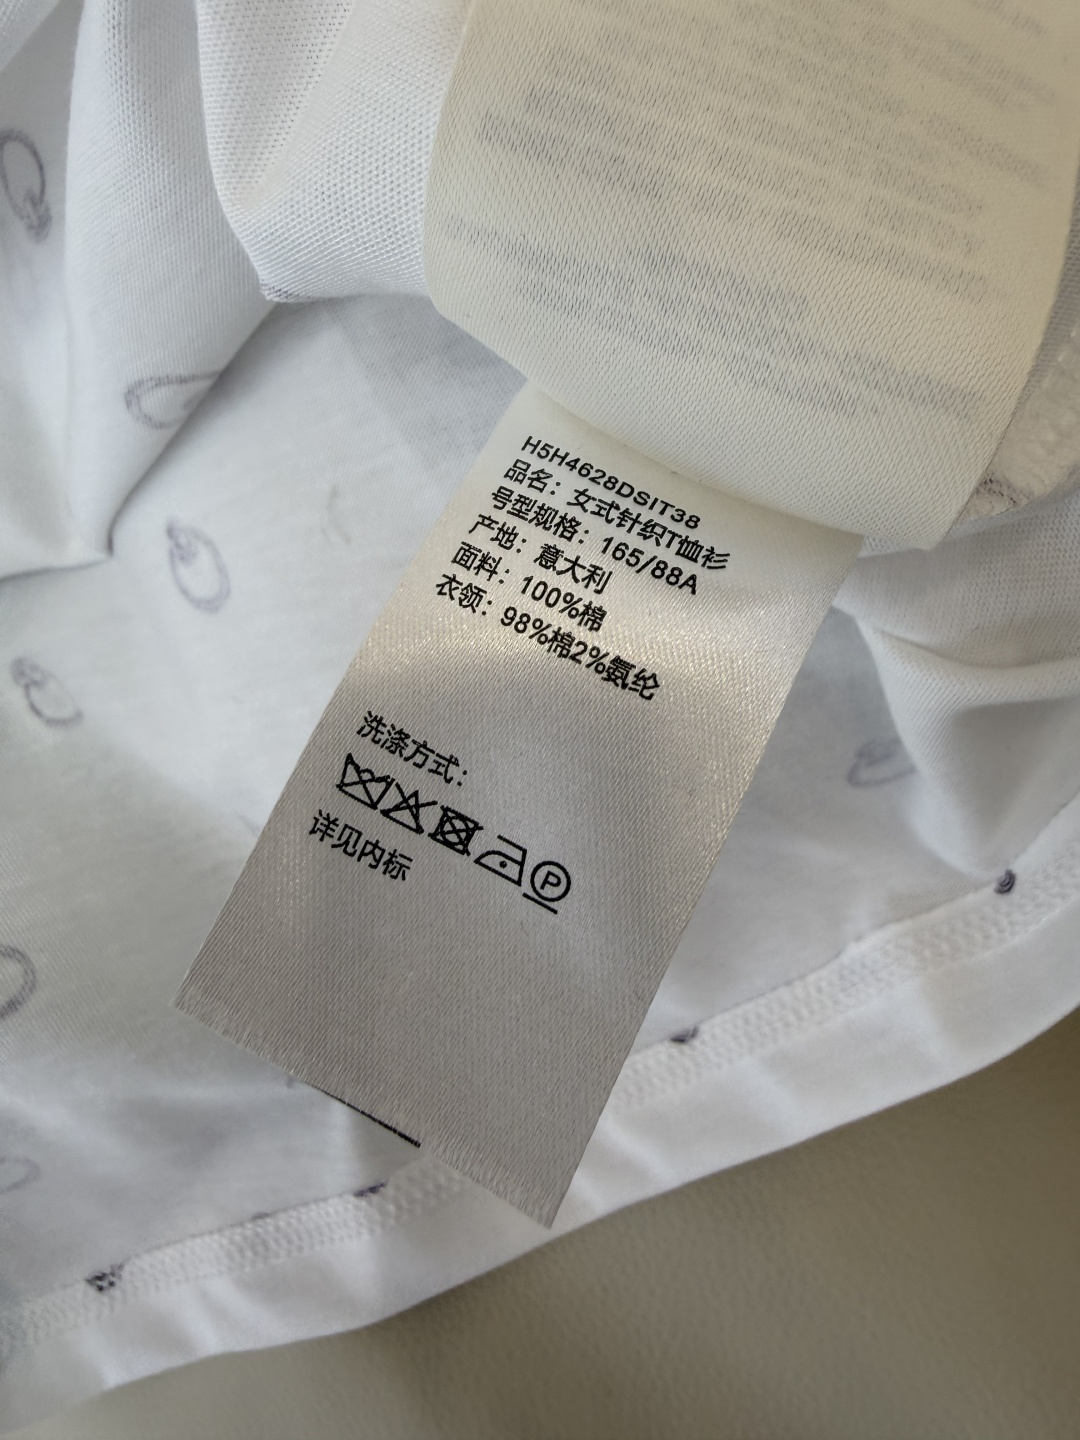 H5H4628DSIT38
品名：女式针织T恤衫
号型规格：165/88A
产地：意大利
面料：100%棉
衣领：98%棉2%氨纶
洗涤方式：
P
详见内标